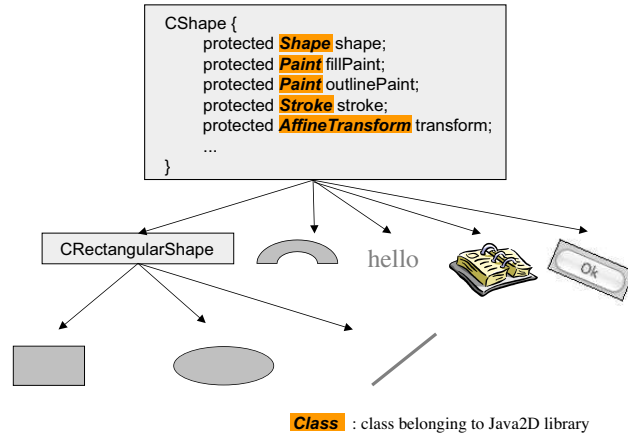 CShape {
protected Shape shape;
protected Paint fillPaint;
protected Paint outlinePaint;
protected Stroke stroke;
protected AffineTransform transform;
...
}
CRectangularShape
hello
Ok
Class : class belonging to Java2D library